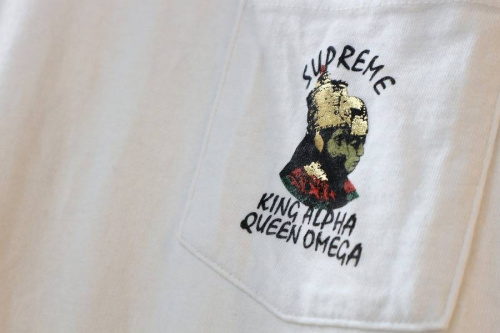 SUPREME
KING ALPHA
QUEEN OMEGA